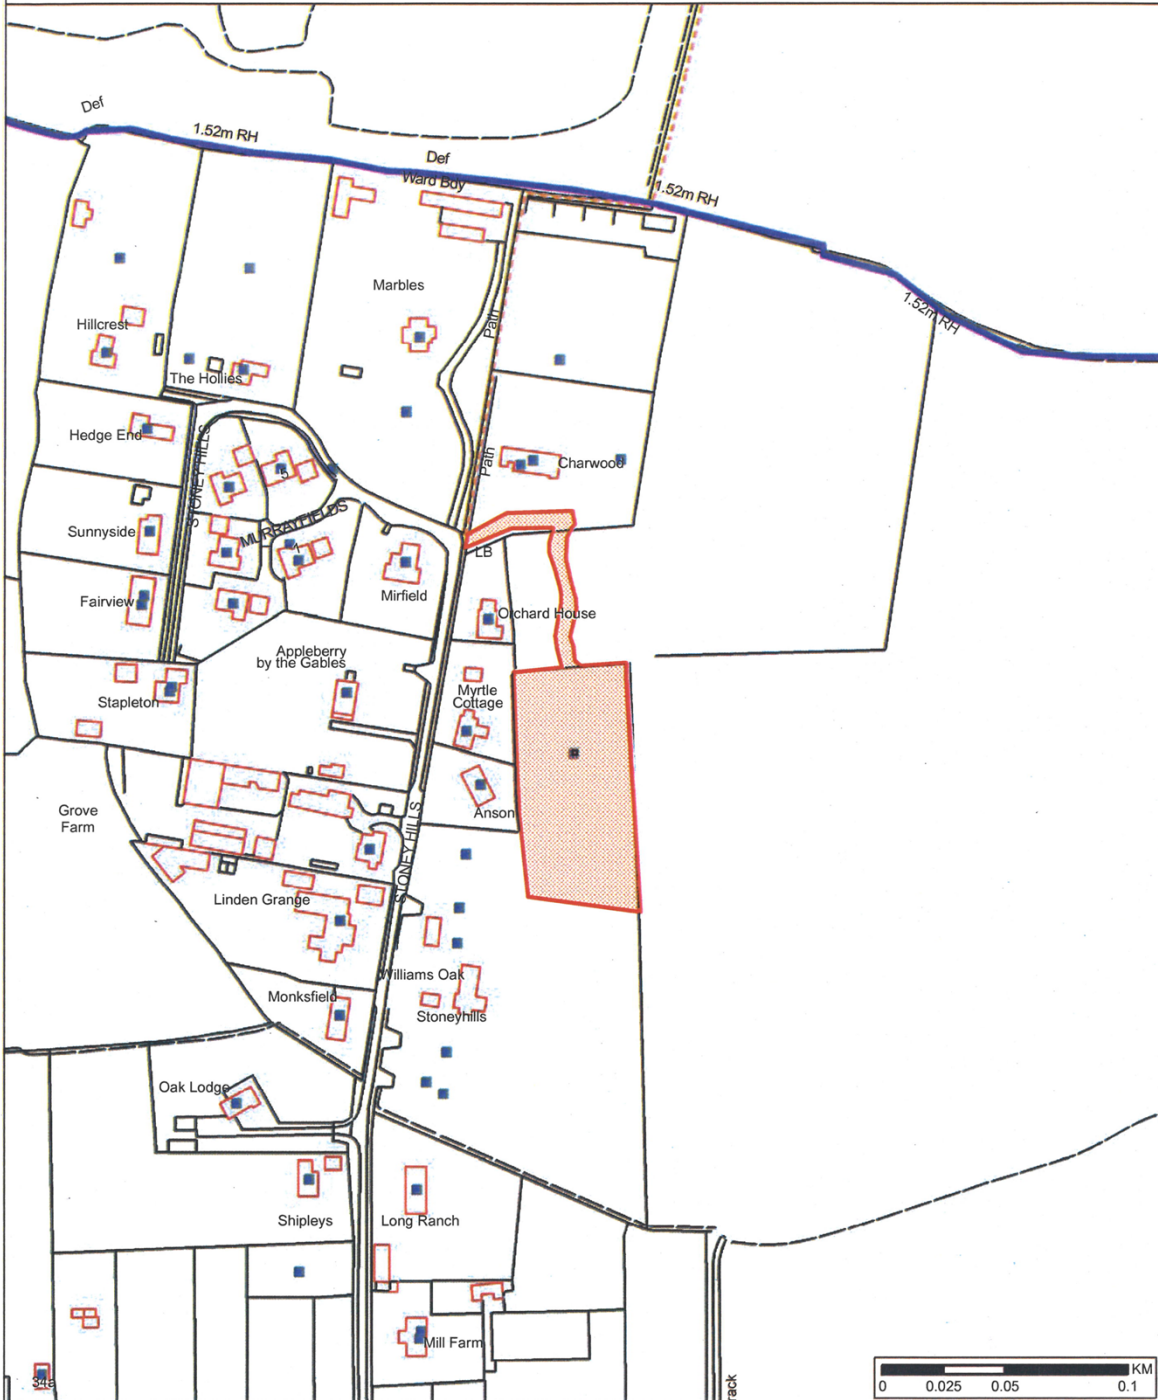 Def
1.52m RH
Def
Ward Bdy
1.52m RH
Marbles
1.52m RH
Path
Hillcrest
The Hollies
Hedge End
STONEY HILLS
5
Path
Charwood
MURRAYFIELDS
Sunnyside
1
LB
Fairview
Mirfield
Orchard House
Appleberry
by the Gables
Stapleton
Myrtle
Cottage
Grove
Farm
Anson
STONEY HILLS
Linden Grange
Williams Oak
Monksfield
Stoneyhills
Oak Lodge
Shipleys
Long Ranch
Mill Farm
34a
rack
KM
0 0.025 0.05 0.1